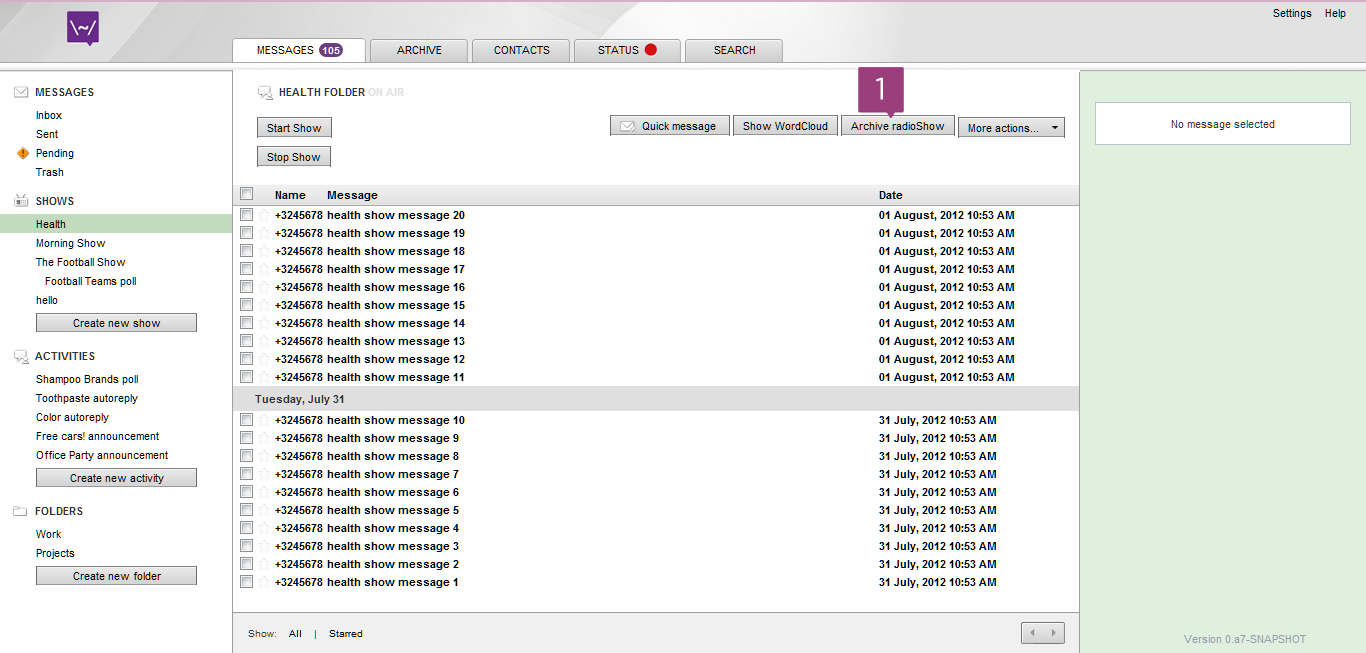 \~/
Settings Help
MESSAGES 105 ARCHIVE CONTACTS STATUS SEARCH
MESSAGES
Inbox
Sent
Pending
Trash
SHOWS
Health
Morning Show
The Football Show
Football Teams poll
hello
Create new show
ACTIVITIES
Shampoo Brands poll
Toothpaste autoreply
Color autoreply
Free cars! announcement
Office Party announcement
Create new activity
FOLDERS
Work
Projects
Create new folder
HEALTH FOLDER ON AIR
1
Start Show
Stop Show
Quick message Show WordCloud Archive radioShow More actions...
Name Message Date
+3245678 health show message 20 01 August, 2012 10:53 AM
+3245678 health show message 19 01 August, 2012 10:53 AM
+3245678 health show message 18 01 August, 2012 10:53 AM
+3245678 health show message 17 01 August, 2012 10:53 AM
+3245678 health show message 16 01 August, 2012 10:53 AM
+3245678 health show message 15 01 August, 2012 10:53 AM
+3245678 health show message 14 01 August, 2012 10:53 AM
+3245678 health show message 13 01 August, 2012 10:53 AM
+3245678 health show message 12 01 August, 2012 10:53 AM
+3245678 health show message 11 01 August, 2012 10:53 AM
Tuesday, July 31
+3245678 health show message 10 31 July, 2012 10:53 AM
+3245678 health show message 9 31 July, 2012 10:53 AM
+3245678 health show message 8 31 July, 2012 10:53 AM
+3245678 health show message 7 31 July, 2012 10:53 AM
+3245678 health show message 6 31 July, 2012 10:53 AM
+3245678 health show message 5 31 July, 2012 10:53 AM
+3245678 health show message 4 31 July, 2012 10:53 AM
+3245678 health show message 3 31 July, 2012 10:53 AM
+3245678 health show message 2 31 July, 2012 10:53 AM
+3245678 health show message 1 31 July, 2012 10:53 AM
Show: All | Starred
No message selected
Version 0.a7-SNAPSHOT